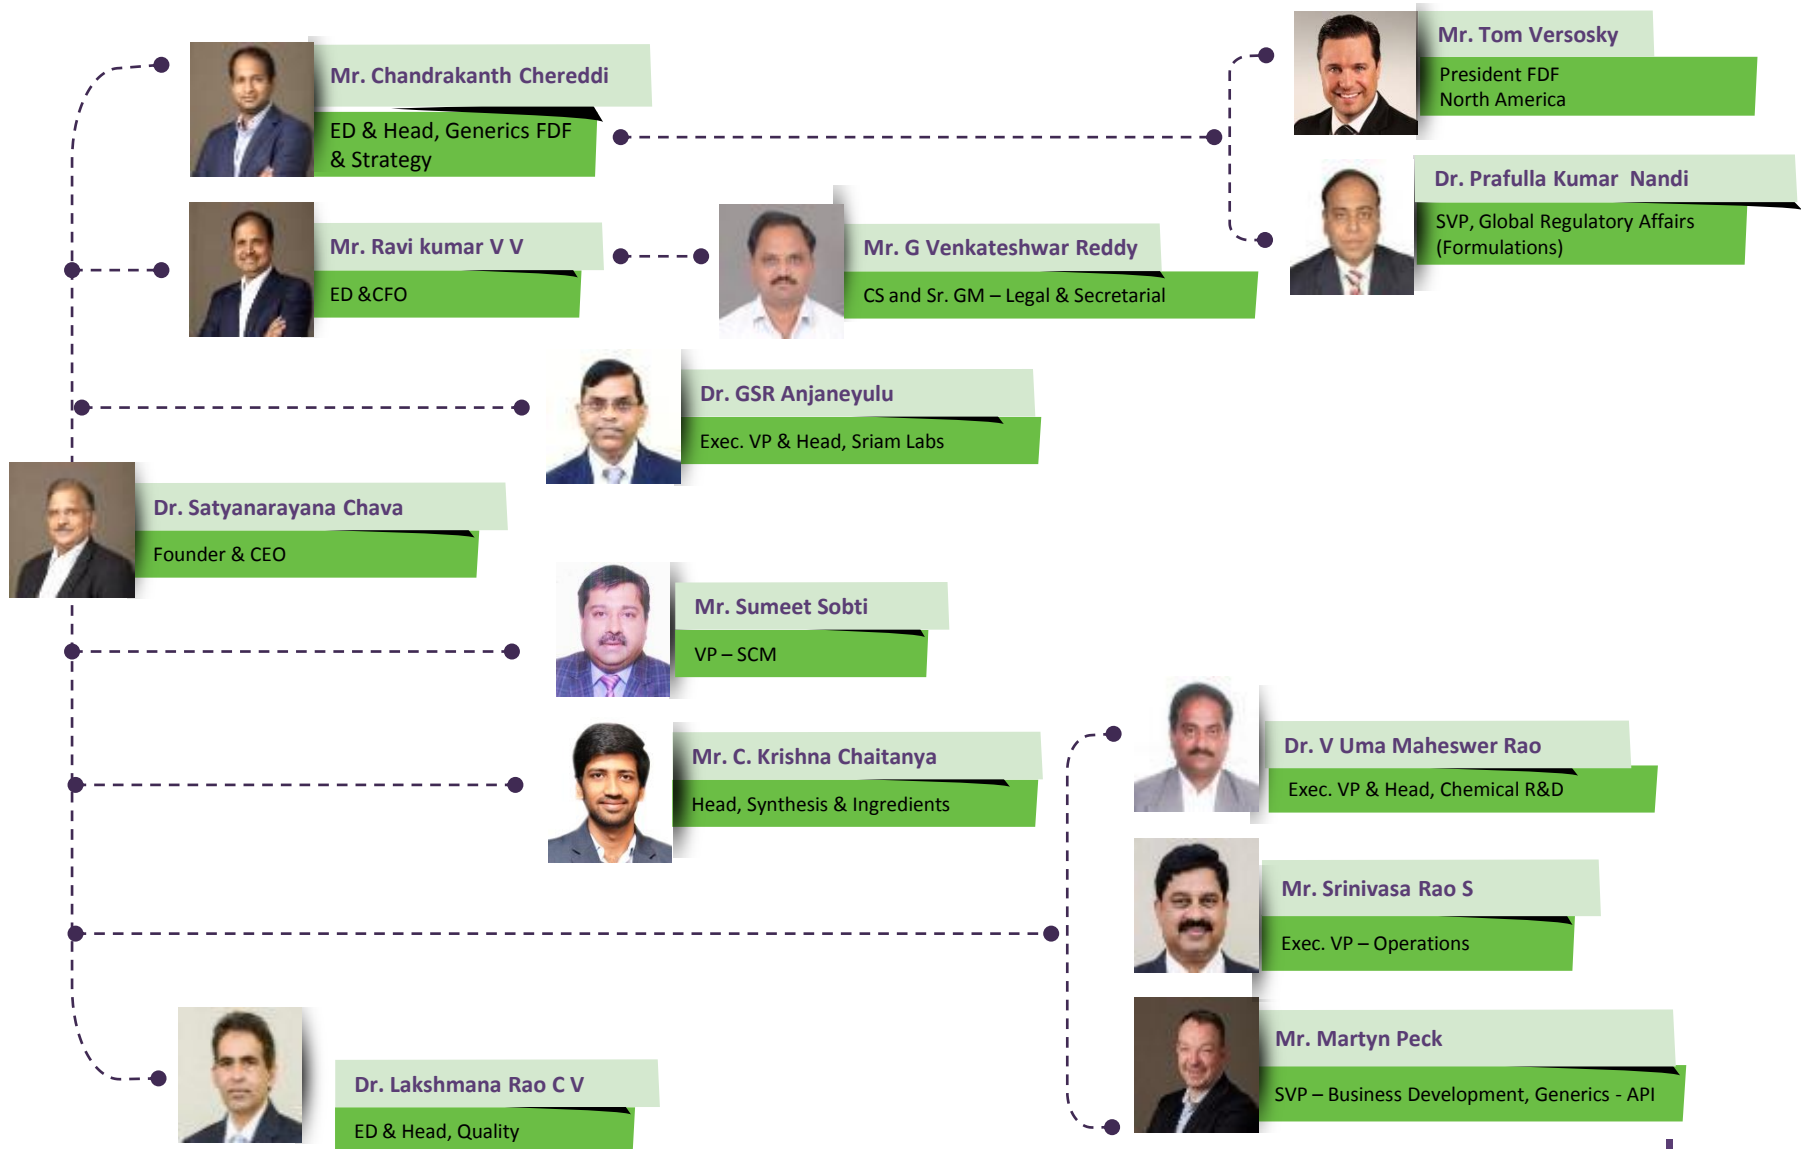 Mr. Chandrakanth Chereddi
ED & Head, Generics FDF
& Strategy
Mr. Tom Versosky
President FDF
North America
Dr. Prafulla Kumar Nandi
SVP, Global Regulatory Affairs
(Formulations)
Mr. Ravi kumar V V
ED &CFO
Mr. G Venkateshwar Reddy
CS and Sr. GM – Legal & Secretarial
Dr. GSR Anjaneyulu
Exec. VP & Head, Sriam Labs
Dr. Satyanarayana Chava
Founder & CEO
Mr. Sumeet Sobti
VP – SCM
Mr. C. Krishna Chaitanya
Head, Synthesis & Ingredients
Dr. V Uma Maheswer Rao
Exec. VP & Head, Chemical R&D
Mr. Srinivasa Rao S
Exec. VP – Operations
Mr. Martyn Peck
SVP – Business Development, Generics - API
Dr. Lakshmana Rao C V
ED & Head, Quality